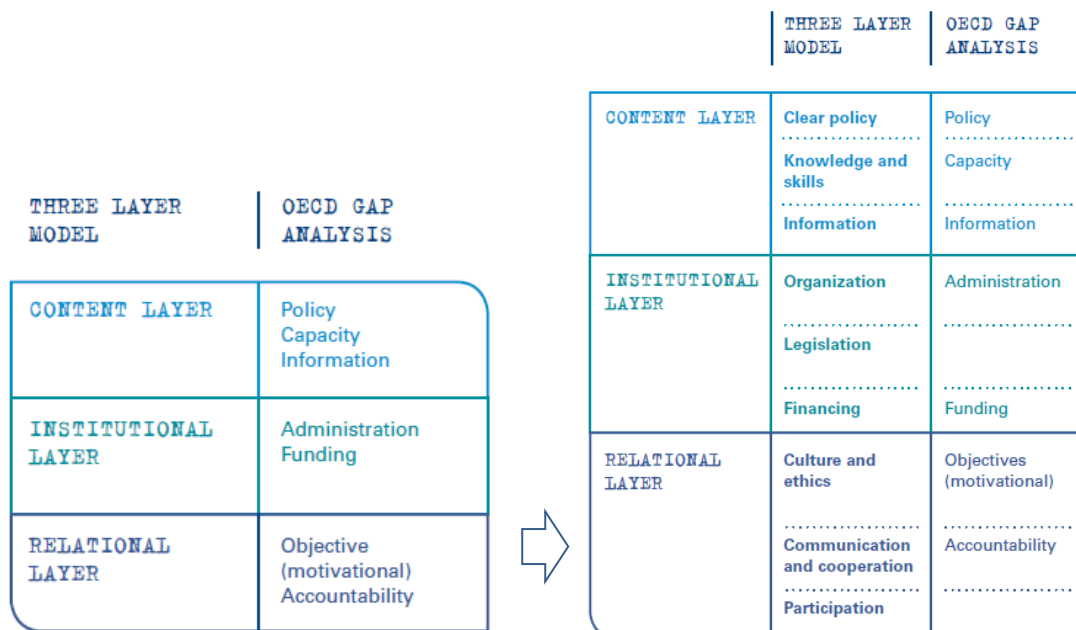 THREE LAYER
MODEL
OECD GAP
ANALYSIS
CONTENT LAYER
Policy
Capacity
Information
INSTITUTIONAL
LAYER
Administration
Funding
RELATIONAL
LAYER
Objective
(motivational)
Accountability
THREE LAYER
MODEL
OECD GAP
ANALYSIS
CONTENT LAYER
Clear policy
Policy
Knowledge and
skills
Capacity
Information
Information
INSTITUTIONAL
LAYER
Organization
Administration
Legislation
Financing
Funding
RELATIONAL
LAYER
Culture and
ethics
Objectives
(motivational)
Communication
and cooperation
Accountability
Participation